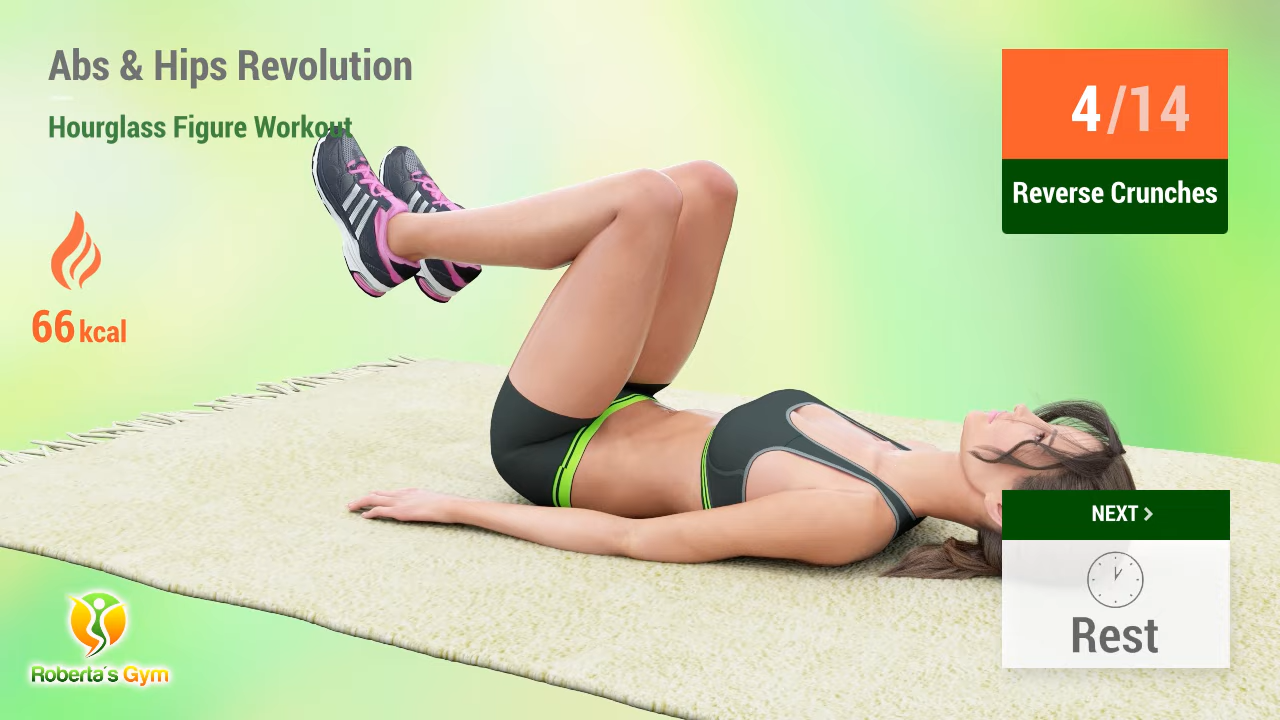 Abs & Hips Revolution
Hourglass Figure Workout
66 kcal
4/14
Reverse Crunches
NEXT >
Rest
Roberta´s Gym